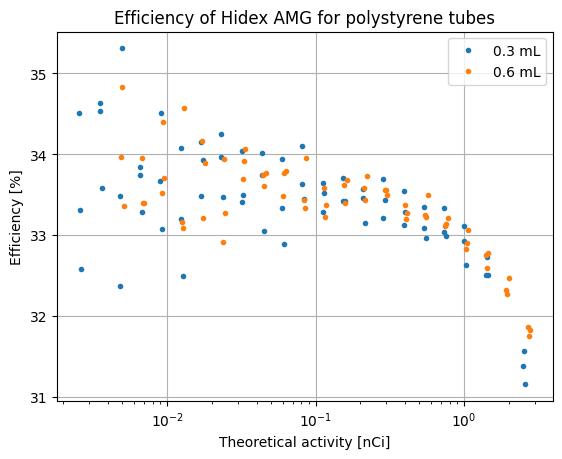 Efficiency of Hidex AMG for polystyrene tubes
0.3 mL
0.6 mL
Efficiency [%]
35
34
33
32
31
10⁻²
10⁻¹
10⁰
Theoretical activity [nCi]